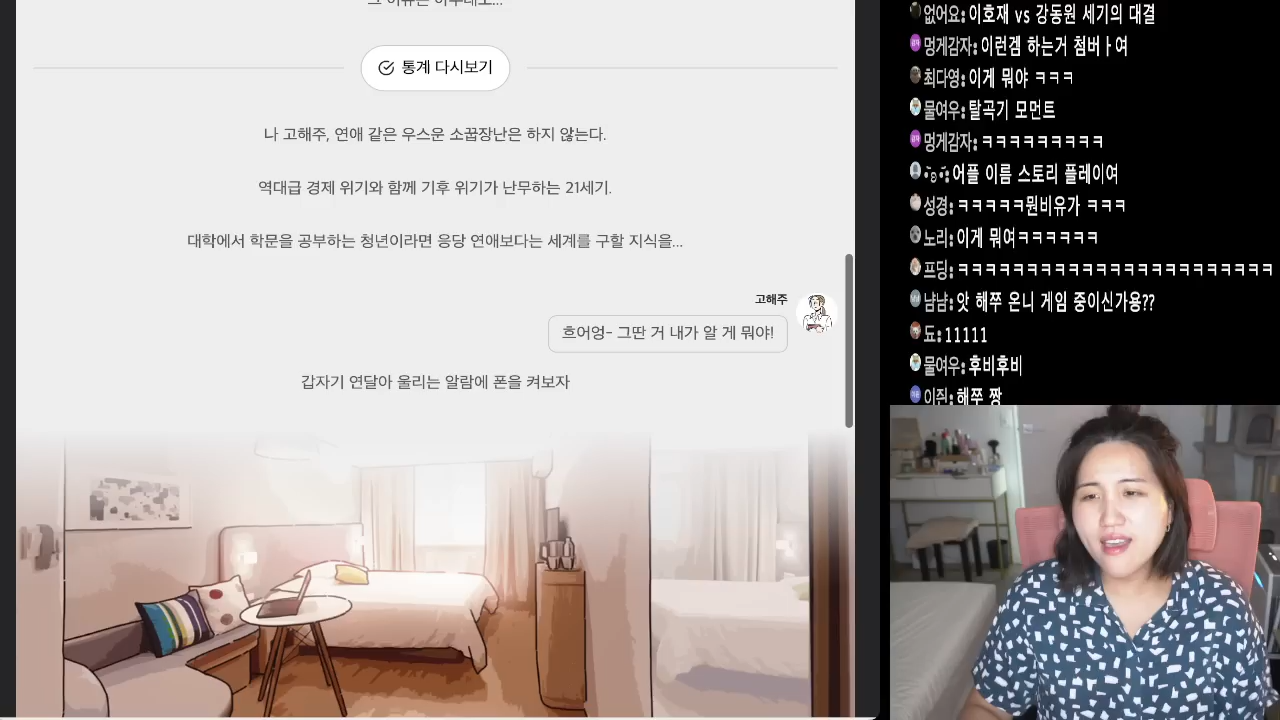 통계 다시보기
나 고해주, 연애 같은 우스운 소꿉장난은 하지 않는다.
역대급 경제 위기와 함께 기후 위기가 난무하는 21세기.
대학에서 학문을 공부하는 청년이라면 응당 연애보다는 세계를 구할 지식을...
고해주
흐어엉- 그딴 거 내가 알 게 뭐야!
갑자기 연달아 울리는 알람에 폰을 켜보자
없어요: 이호재 vs 강동원 세기의 대결
멍게감자: 이런겜 하는거 첨버ㅏ여
최다영: 이게 뭐야 ㅋㅋㅋ
물여우: 탈곡기 모먼트
멍게감자: ㅋㅋㅋㅋㅋㅋㅋㅋㅋ
어플 이름 스토리 플레이여
성경: ㅋㅋㅋㅋㅋ뭔비유가 ㅋㅋㅋ
노리: 이게 뭐여ㅋㅋㅋㅋㅋㅋ
프딩: ㅋㅋㅋㅋㅋㅋㅋㅋㅋㅋㅋㅋㅋㅋㅋㅋㅋㅋㅋㅋㅋㅋㅋ
냠냠: 앗 해쭈 온니 게임 중이신가용??
됴: 11111
물여우: 후비후비
이쥔: 해쭈 짱